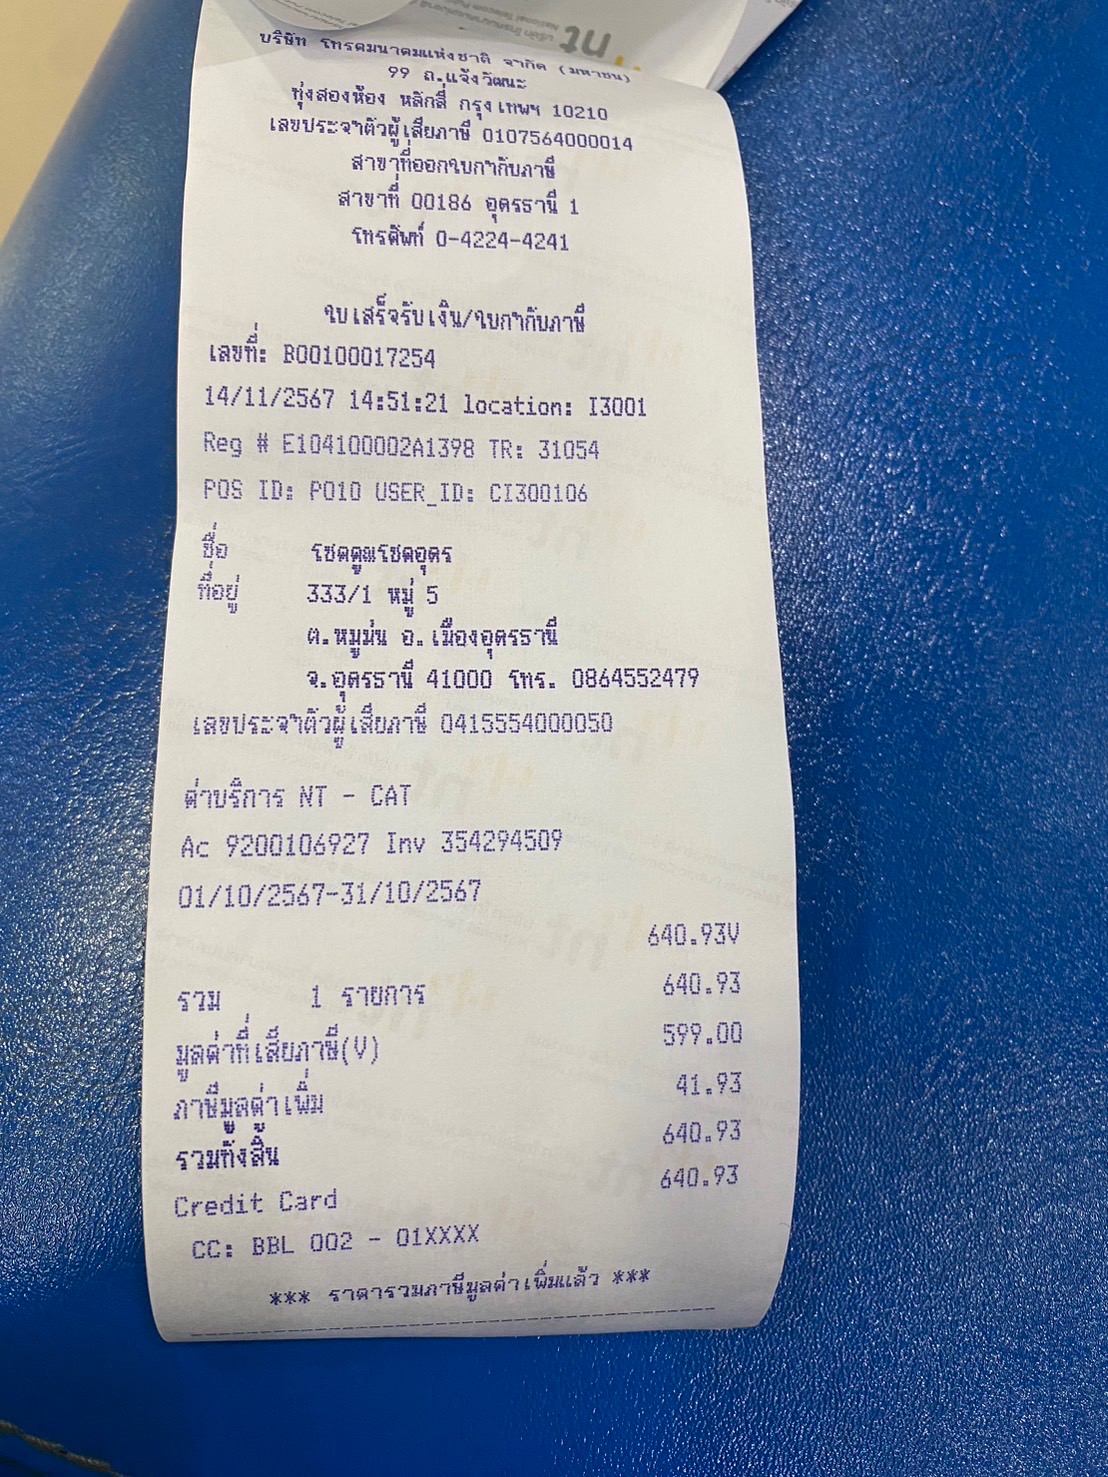 บริษัท โทรคมนาคมแห่งชาติ จำกัด (มหาชน)
99 ถ.แจ้งวัฒนะ
ทุ่งสองห้อง หลักสี่ กรุงเทพฯ 10210
เลขประจำตัวผู้เสียภาษี 0107564000014
สาขาที่ออกใบกำกับภาษี
สาขาที่ 00186 อุดรธานี 1
โทรศัพท์ 0-4224-4241
ใบเสร็จรับเงิน/ใบกำกับภาษี
เลขที่: B00100017254
14/11/2567 14:51:21 location: I3001
Reg # E104100002A1398 TR: 31054
POS ID: P010 USER_ID: CI300106
ชื่อ โชคคูณโชคอุดร
ที่อยู่ 333/1 หมู่ 5
ต.หมูม่น อ.เมืองอุดรธานี
จ.อุดรธานี 41000 โทร. 0864552479
เลขประจำตัวผู้เสียภาษี 0415554000050
ค่าบริการ NT - CAT
Ac 9200106927 Inv 354294509
01/10/2567-31/10/2567
640.93V
รวม 1 รายการ 640.93
มูลค่าที่เสียภาษี(V) 599.00
ภาษีมูลค่าเพิ่ม 41.93
รวมทั้งสิ้น 640.93
Credit Card 640.93
CC: BBL 002 - 01XXXX
*** ราคารวมภาษีมูลค่าเพิ่มแล้ว ***